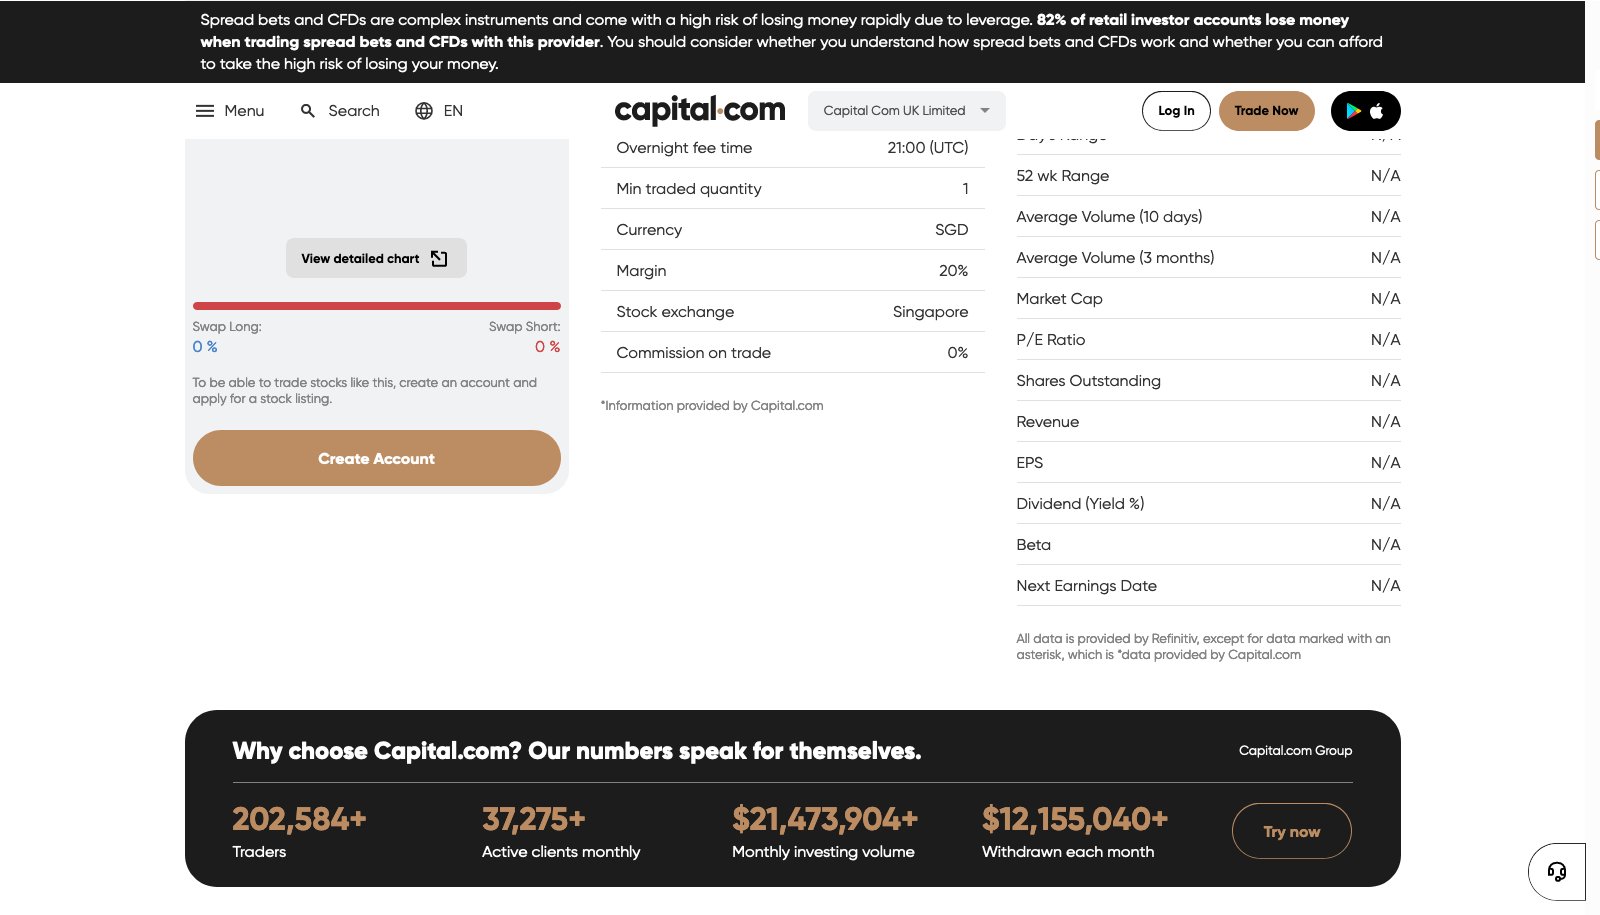 Spread bets and CFDs are complex instruments and come with a high risk of losing money rapidly due to leverage. 82% of retail investor accounts lose money
when trading spread bets and CFDs with this provider. You should consider whether you understand how spread bets and CFDs work and whether you can afford
to take the high risk of losing your money.
Menu
Search
EN
capital.com
Capital Com UK Limited
Log In
Trade Now
View detailed chart
Swap Long: Swap Short:
0 % 0 %
To be able to trade stocks like this, create an account and
apply for a stock listing.
Create Account
Overnight fee time 21:00 (UTC)
Min traded quantity 1
Currency SGD
Margin 20%
Stock exchange Singapore
Commission on trade 0%
*Information provided by Capital.com
52 wk Range N/A
Average Volume (10 days) N/A
Average Volume (3 months) N/A
Market Cap N/A
P/E Ratio N/A
Shares Outstanding N/A
Revenue N/A
EPS N/A
Dividend (Yield %) N/A
Beta N/A
Next Earnings Date N/A
All data is provided by Refinitiv, except for data marked with an
asterisk, which is *data provided by Capital.com
Why choose Capital.com? Our numbers speak for themselves.
Capital.com Group
202,584+
Traders
37,275+
Active clients monthly
$21,473,904+
Monthly investing volume
$12,155,040+
Withdrawn each month
Try now